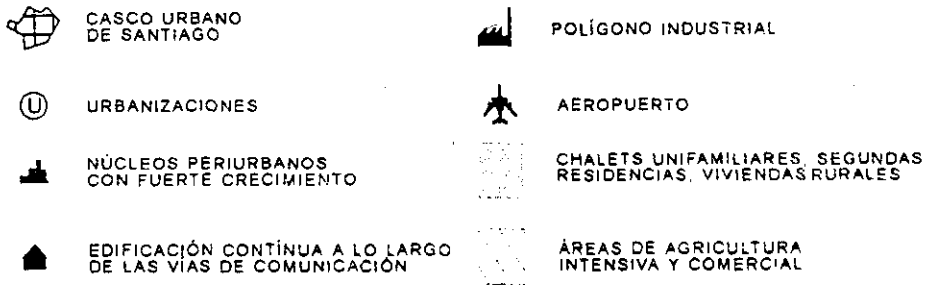 CASCO URBANO
DE SANTIAGO
Ⓤ URBANIZACIONES
NÚCLEOS PERIURBANOS
CON FUERTE CRECIMIENTO
EDIFICACIÓN CONTÍNUA A LO LARGO
DE LAS VÍAS DE COMUNICACIÓN
POLÍGONO INDUSTRIAL
AEROPUERTO
CHALETS UNIFAMILIARES, SEGUNDAS
RESIDENCIAS, VIVIENDAS RURALES
ÁREAS DE AGRICULTURA
INTENSIVA Y COMERCIAL